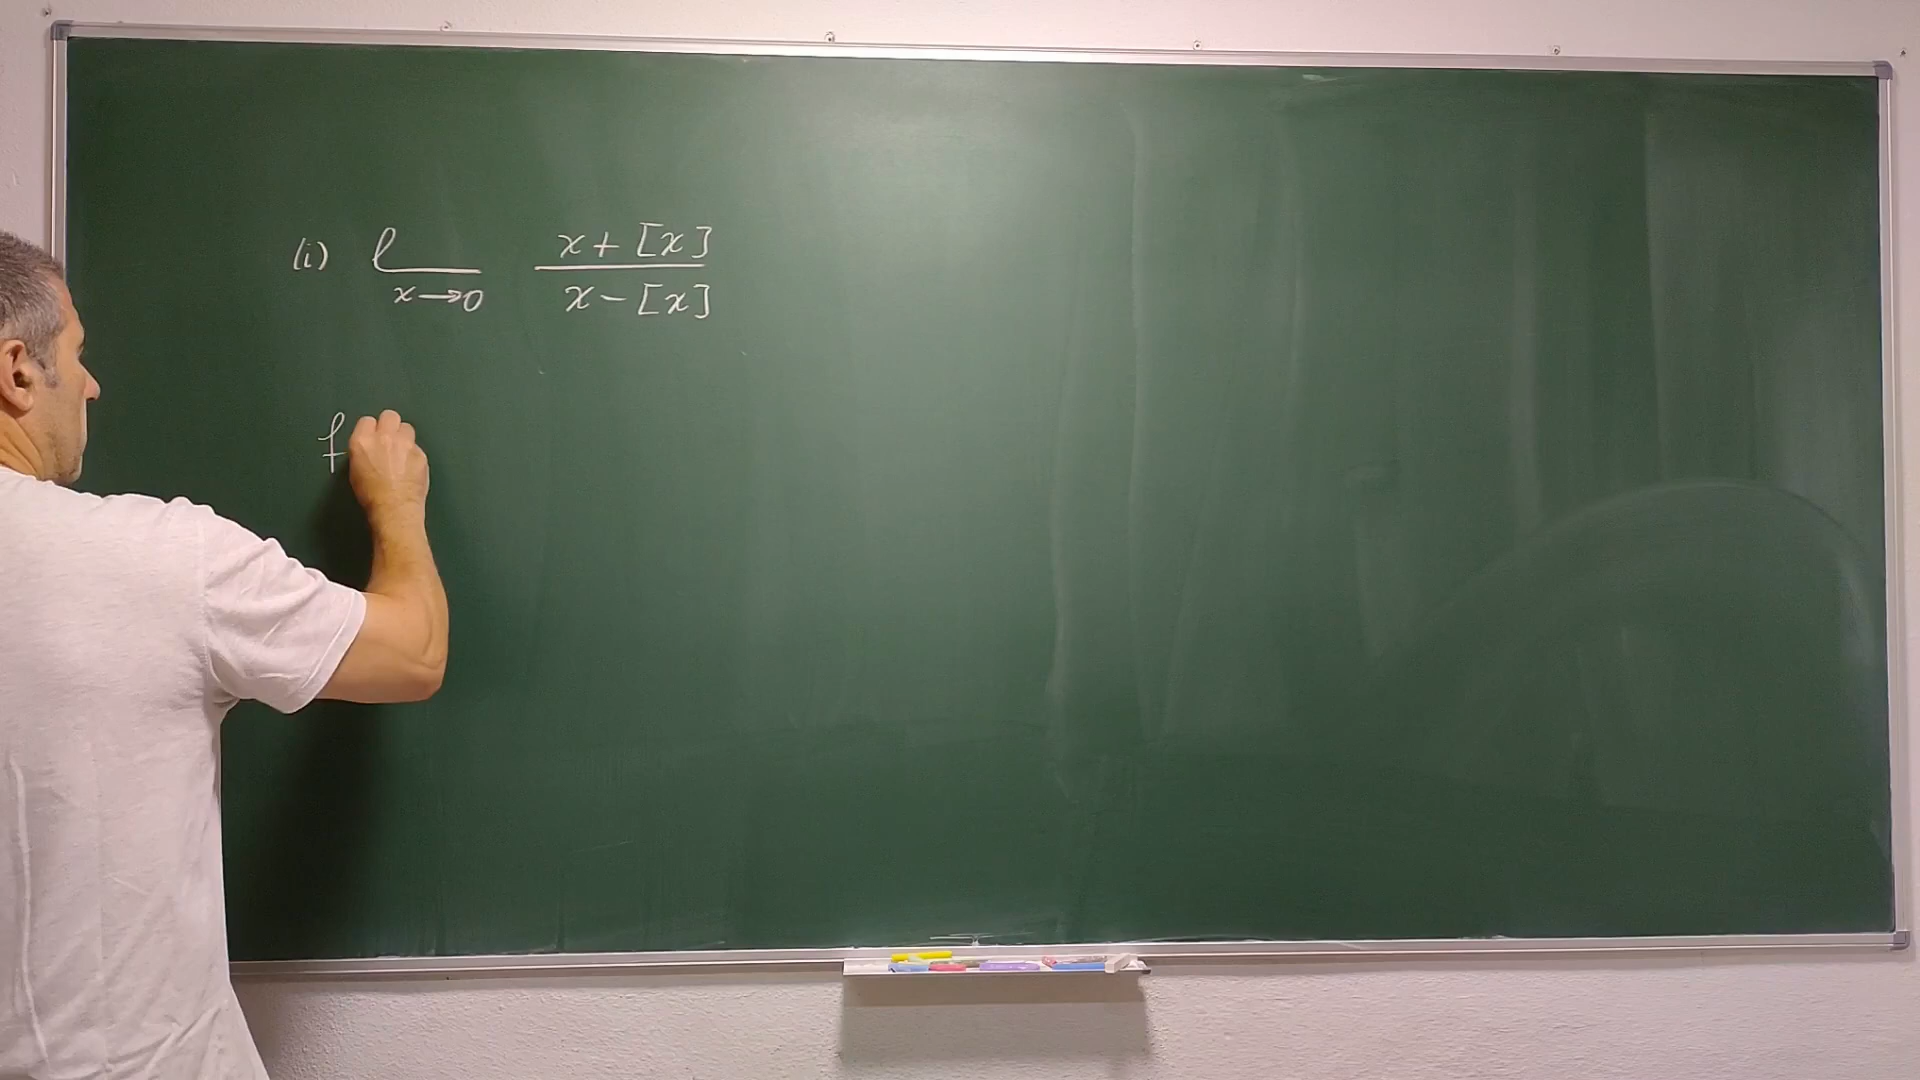 (i) l x→0 x+[x] / x-[x]
f